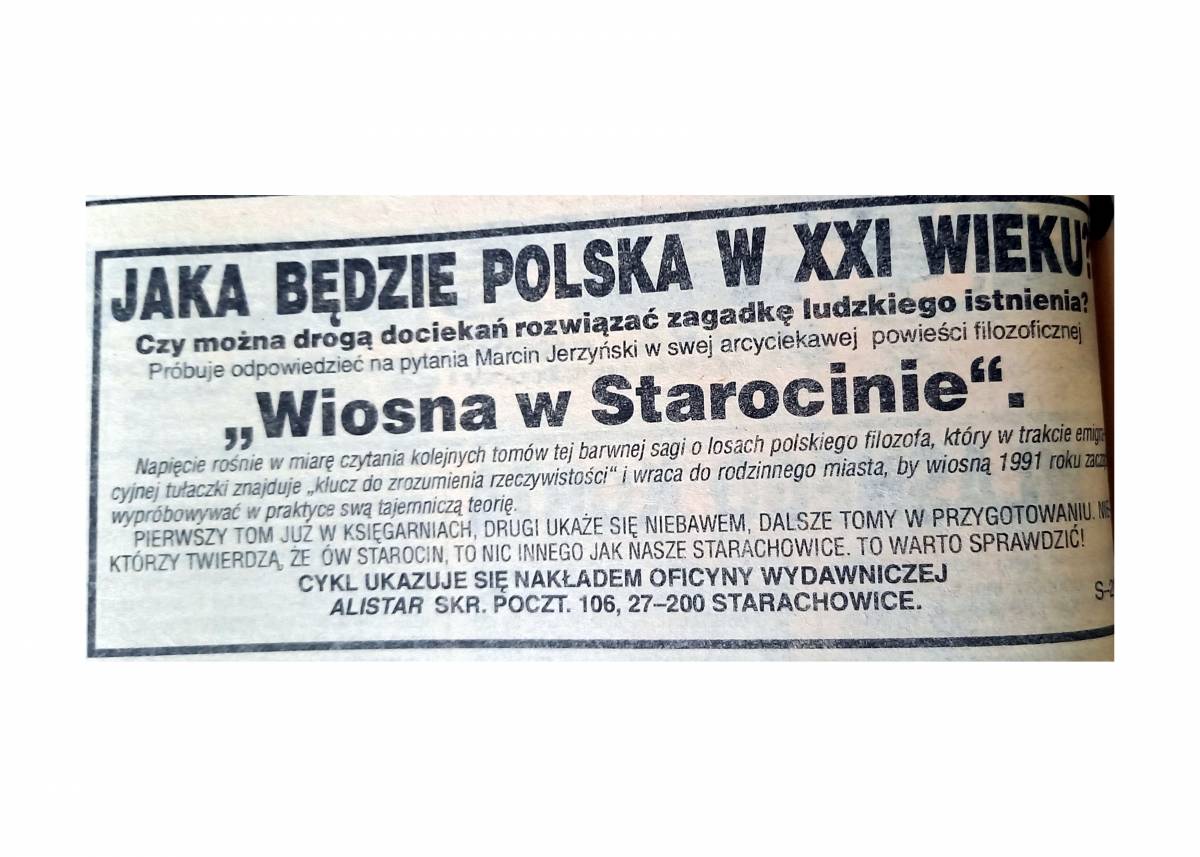 JAKA BĘDZIE POLSKA W XXI WIEKU?
Czy można drogą dociekań rozwiązać zagadkę ludzkiego istnienia?
Próbuje odpowiedzieć na pytania Marcin Jerzyński w swej arcyciekawej powieści filozoficznej
„Wiosna w Starocinie“.
Napięcie rośnie w miarę czytania kolejnych tomów tej barwnej sagi o losach polskiego filozofa, który w trakcie emigra-
cyjnej tułaczki znajduje „klucz do zrozumienia rzeczywistości“ i wraca do rodzinnego miasta, by wiosną 1991 roku
wypróbowywać w praktyce swą tajemniczą teorię.
PIERWSZY TOM JUŻ W KSIĘGARNIACH, DRUGI UKAŻE SIĘ NIEBAWEM, DALSZE TOMY W PRZYGOTOWANIU. NIE-
KTÓRZY TWIERDZĄ, ŻE ÓW STAROCIN, TO NIC INNEGO JAK NASZE STARACHOWICE. TO WARTO SPRAWDZIĆ!
CYKL UKAZUJE SIĘ NAKŁADEM OFICYNY WYDAWNICZEJ
ALISTAR SKR. POCZT. 106, 27–200 STARACHOWICE.